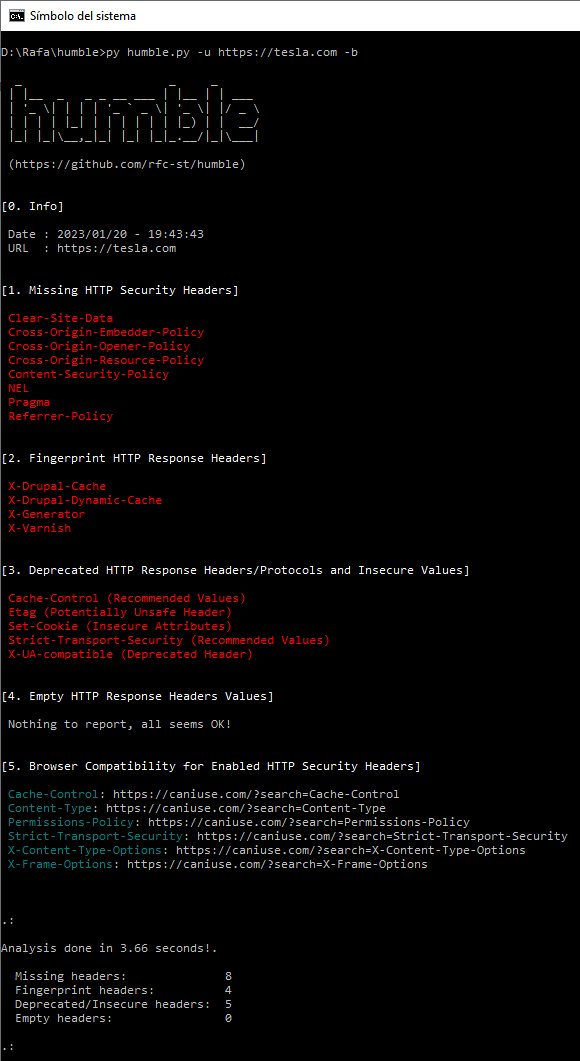 Símbolo del sistema
D:\Rafa\humble>py humble.py -u https://tesla.com -b
humble
(https://github.com/rfc-st/humble)
[0. Info]
Date : 2023/01/20 - 19:43:43
URL  : https://tesla.com
[1. Missing HTTP Security Headers]
Clear-Site-Data
Cross-Origin-Embedder-Policy
Cross-Origin-Opener-Policy
Cross-Origin-Resource-Policy
Content-Security-Policy
NEL
Pragma
Referrer-Policy
[2. Fingerprint HTTP Response Headers]
X-Drupal-Cache
X-Drupal-Dynamic-Cache
X-Generator
X-Varnish
[3. Deprecated HTTP Response Headers/Protocols and Insecure Values]
Cache-Control (Recommended Values)
Etag (Potentially Unsafe Header)
Set-Cookie (Insecure Attributes)
Strict-Transport-Security (Recommended Values)
X-UA-compatible (Deprecated Header)
[4. Empty HTTP Response Headers Values]
Nothing to report, all seems OK!
[5. Browser Compatibility for Enabled HTTP Security Headers]
Cache-Control: https://caniuse.com/?search=Cache-Control
Content-Type: https://caniuse.com/?search=Content-Type
Permissions-Policy: https://caniuse.com/?search=Permissions-Policy
Strict-Transport-Security: https://caniuse.com/?search=Strict-Transport-Security
X-Content-Type-Options: https://caniuse.com/?search=X-Content-Type-Options
X-Frame-Options: https://caniuse.com/?search=X-Frame-Options
.:
Analysis done in 3.66 seconds!.
Missing headers: 8
Fingerprint headers: 4
Deprecated/Insecure headers: 5
Empty headers: 0
.: